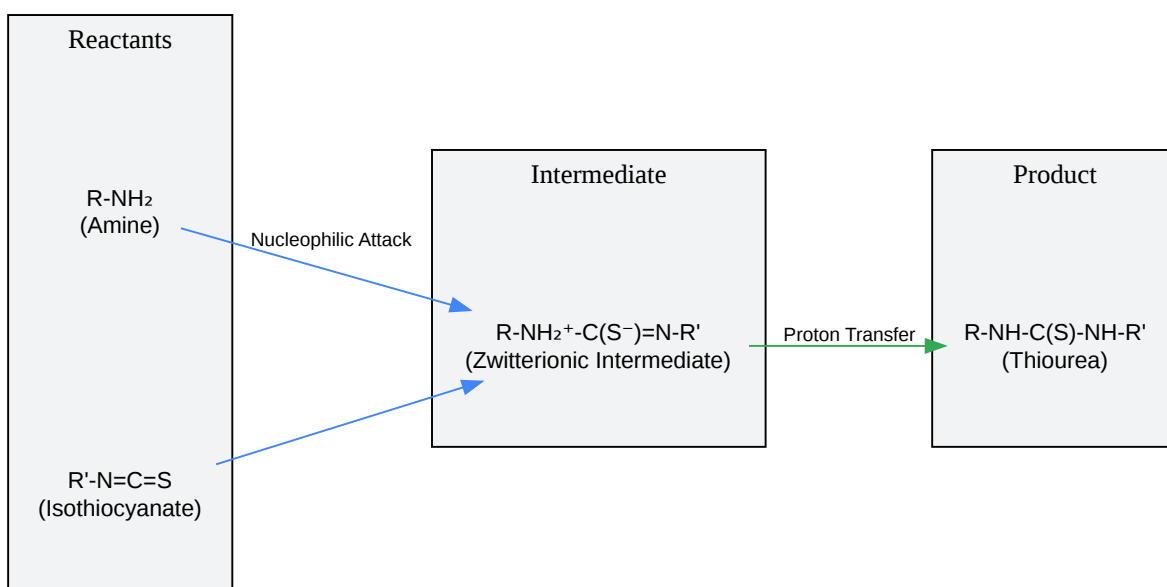 Reactants
R-NH₂
(Amine)
Nucleophilic Attack
R'-N=C=S
(Isothiocyanate)
Intermediate
R-NH₂⁺-C(S⁻)=N-R'
(Zwitterionic Intermediate)
Proton Transfer
Product
R-NH-C(S)-NH-R'
(Thiourea)